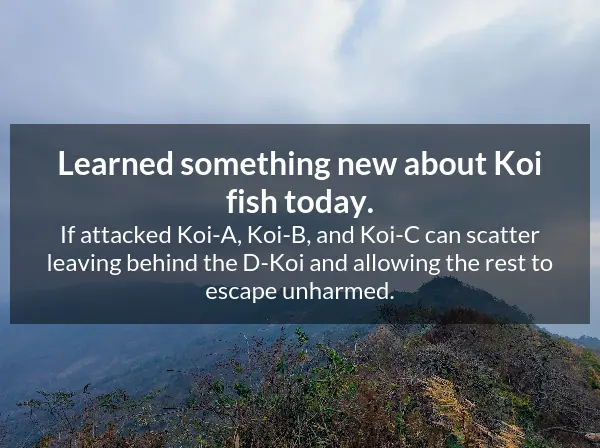 Learned something new about Koi
fish today.
If attacked Koi-A, Koi-B, and Koi-C can scatter
leaving behind the D-Koi and allowing the rest to
escape unharmed.